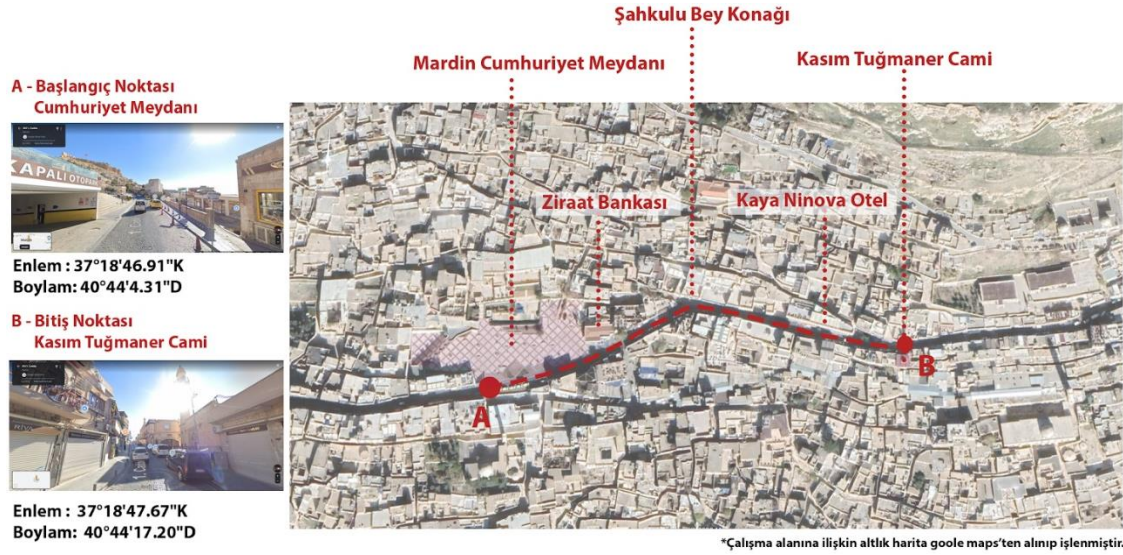 Şahkulu Bey Konağı
Mardin Cumhuriyet Meydanı
Kasım Tuğmaner Cami
A - Başlangıç Noktası
Cumhuriyet Meydanı
KAPALI OTOPARK
Enlem : 37°18'46.91"K
Boylam: 40°44'4.31"D
B - Bitiş Noktası
Kasım Tuğmaner Cami
Enlem : 37°18'47.67"K
Boylam: 40°44'17.20"D
Ziraat Bankası
Kaya Ninova Otel
A
B
*Çalışma alanına ilişkin altlık harita goole maps'ten alınıp işlenmiştir.